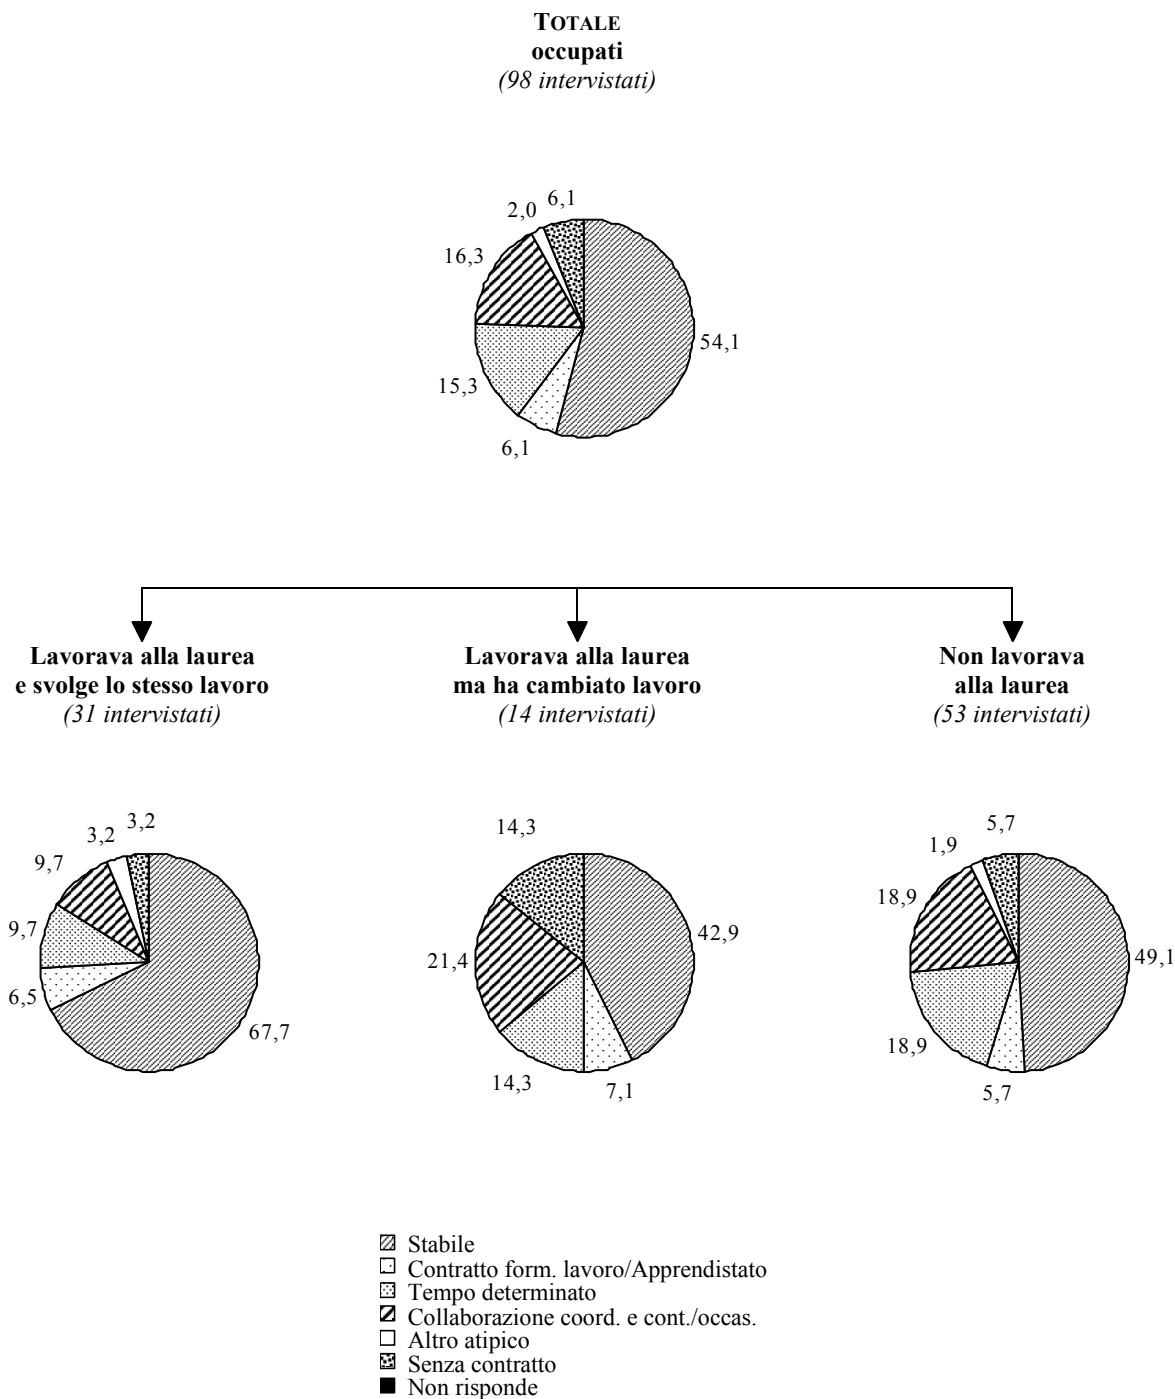 TOTALE
occupati
(98 intervistati)
2,0
6,1
16,3
54,1
15,3
6,1
Lavorava alla laurea
e svolge lo stesso lavoro
(31 intervistati)
Lavorava alla laurea
ma ha cambiato lavoro
(14 intervistati)
Non lavorava
alla laurea
(53 intervistati)
3,2
3,2
9,7
9,7
6,5
67,7
14,3
42,9
21,4
14,3
7,1
5,7
1,9
18,9
49,1
18,9
5,7
Stabile
Contratto form. lavoro/Apprendistato
Tempo determinato
Collaborazione coord. e cont./occas.
Altro atipico
Senza contratto
Non risponde